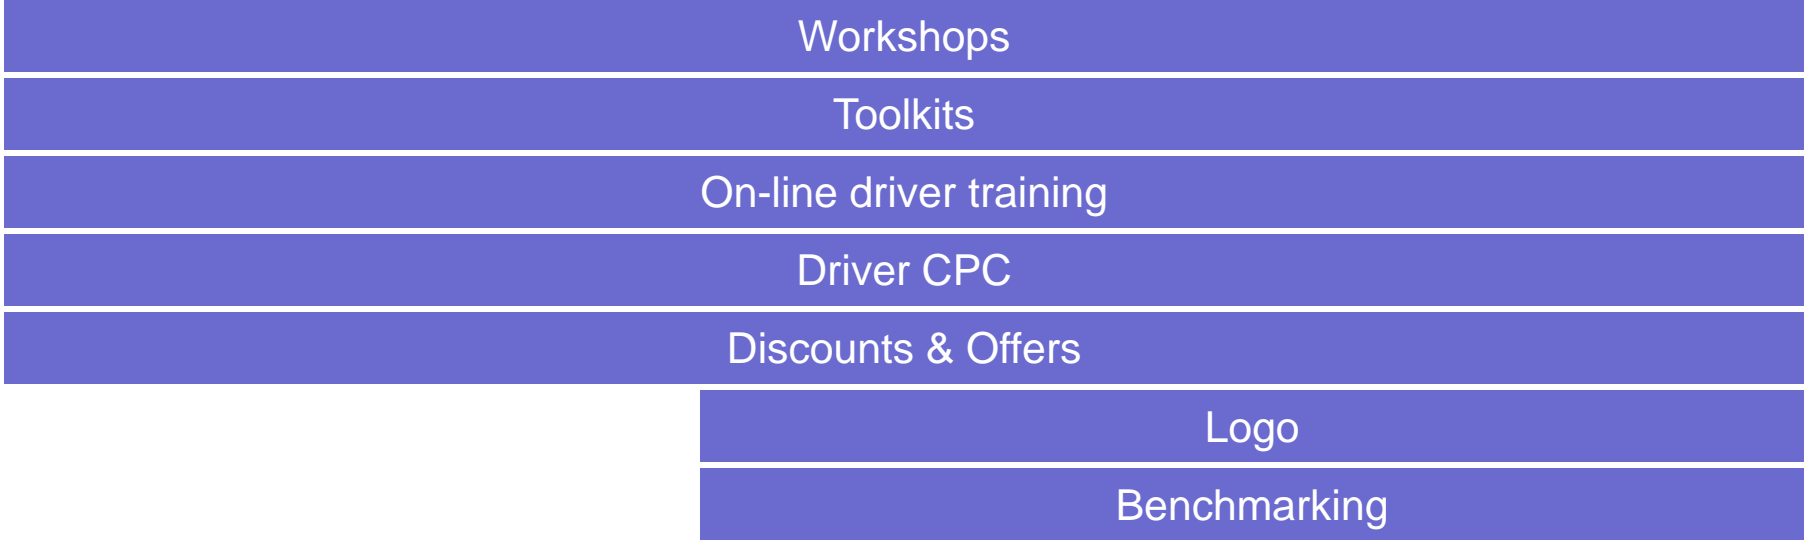 Workshops
Toolkits
On-line driver training
Driver CPC
Discounts & Offers
Logo
Benchmarking